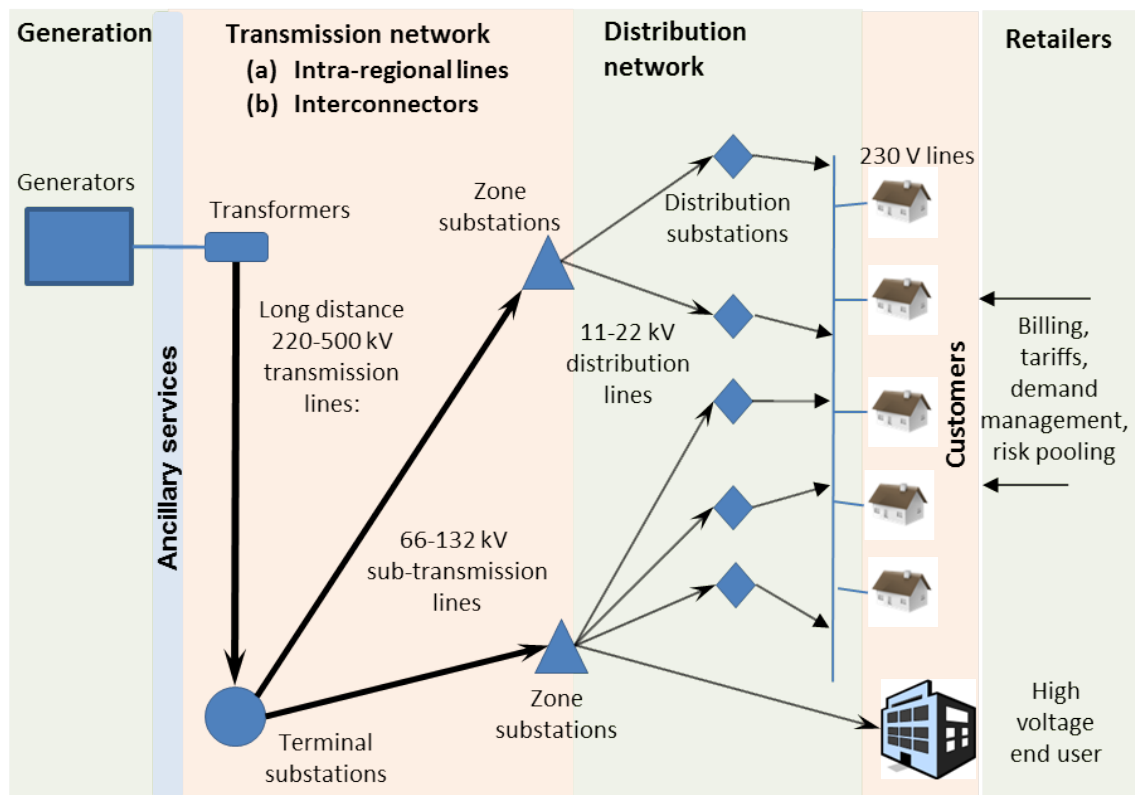 Generation
Transmission network
(a) Intra-regional lines
(b) Interconnectors
Distribution
network
Retailers
Generators
Transformers
Ancillary services
Long distance
220-500 kV
transmission
lines:
Zone
substations
66-132 kV
sub-transmission
lines
Terminal
substations
Zone
substations
Distribution
substations
11-22 kV
distribution
lines
230 V lines
Customers
Billing,
tariffs,
demand
management,
risk pooling
High
voltage
end user